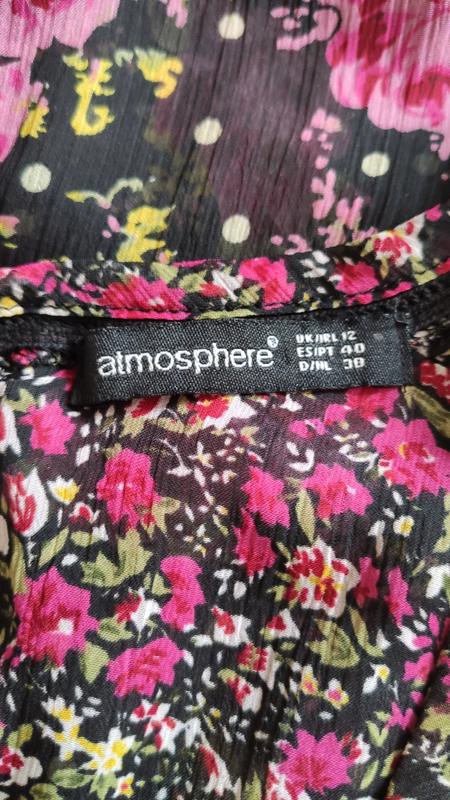 atmosphere®
UK/IRL 12
ES/PT 40
D/NL 38